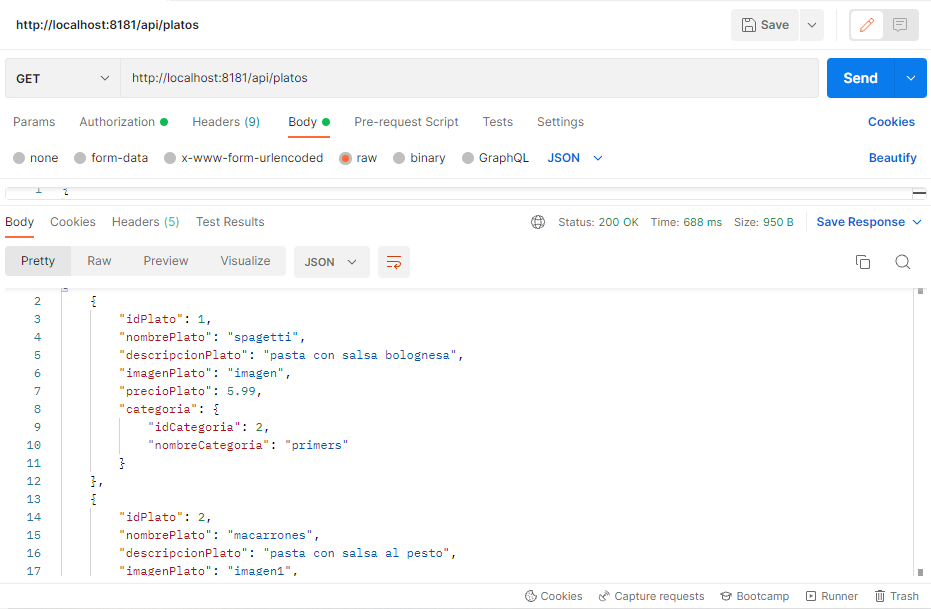 http://localhost:8181/api/platos Save
GET http://localhost:8181/api/platos Send
Params Authorization Headers (9) Body Pre-request Script Tests Settings Cookies
none form-data x-www-form-urlencoded raw binary GraphQL JSON Beautify
1 {
Body Cookies Headers (5) Test Results Status: 200 OK Time: 688 ms Size: 950 B Save Response
Pretty Raw Preview Visualize JSON
2 {
3 "idPlato": 1,
4 "nombrePlato": "spagetti",
5 "descripcionPlato": "pasta con salsa bolognesa",
6 "imagenPlato": "imagen",
7 "precioPlato": 5.99,
8 "categoria": {
9 "idCategoria": 2,
10 "nombreCategoria": "primers"
11 }
12 },
13 {
14 "idPlato": 2,
15 "nombrePlato": "macarrones",
16 "descripcionPlato": "pasta con salsa al pesto",
17 "imagenPlato": "imagen1",
Cookies Capture requests Bootcamp Runner Trash